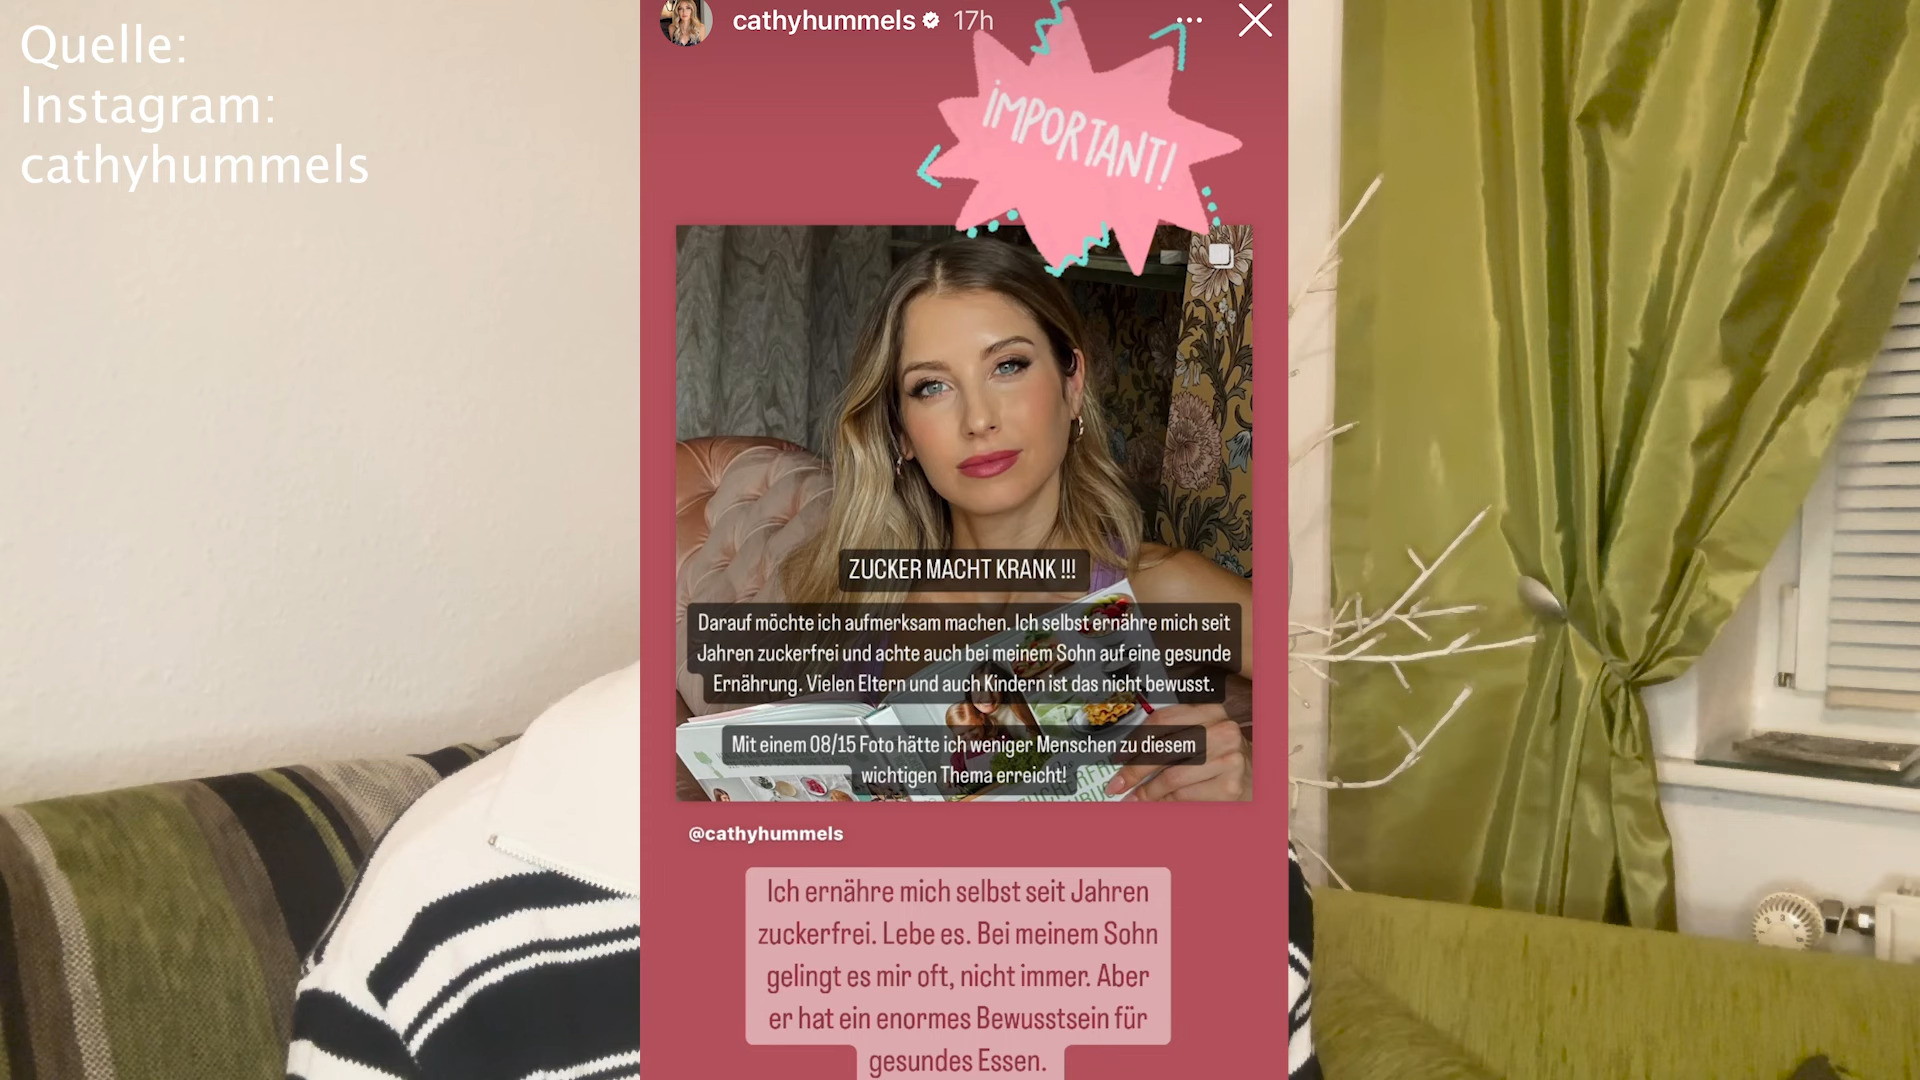 Quelle:
Instagram:
cathyhummels
cathyhummels 17h
iMPORTANT!
ZUCKER MACHT KRANK !!!
Darauf möchte ich aufmerksam machen. Ich selbst ernähre mich seit
Jahren zuckerfrei und achte auch bei meinem Sohn auf eine gesunde
Ernährung. Vielen Eltern und auch Kindern ist das nicht bewusst.
Mit einem 08/15 Foto hätte ich weniger Menschen zu diesem
wichtigen Thema erreicht!
@cathyhummels
Ich ernähre mich selbst seit Jahren
zuckerfrei. Lebe es. Bei meinem Sohn
gelingt es mir oft, nicht immer. Aber
er hat ein enormes Bewusstsein für
gesundes Essen.
2 3